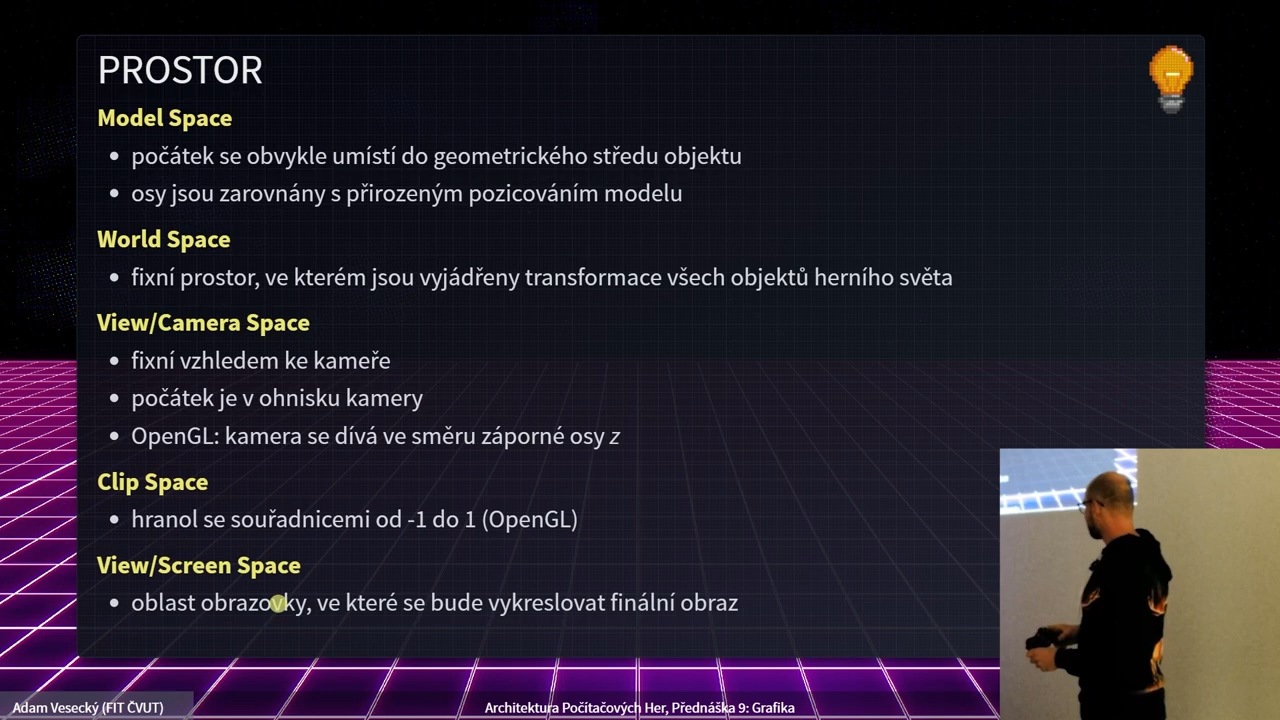 PROSTOR
Model Space
počátek se obvykle umístí do geometrického středu objektu
osy jsou zarovnány s přirozeným pozicováním modelu
World Space
fixní prostor, ve kterém jsou vyjádřeny transformace všech objektů herního světa
View/Camera Space
fixní vzhledem ke kameře
počátek je v ohnisku kamery
OpenGL: kamera se dívá ve směru záporné osy z
Clip Space
hranol se souřadnicemi od -1 do 1 (OpenGL)
View/Screen Space
oblast obrazovky, ve které se bude vykreslovat finální obraz
Adam Vesecký (FIT ČVUT)
Architektura Počítačových Her, Přednáška 9: Grafika